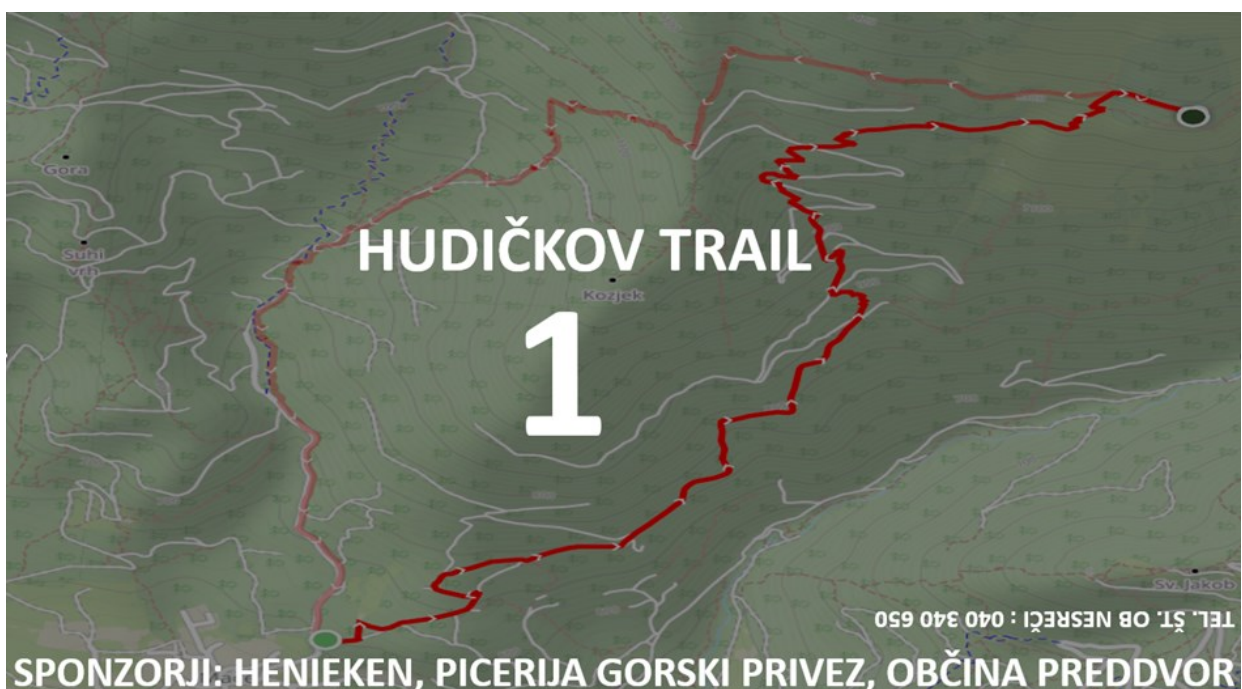 Gora
Suhi
vrh
HUDIČKOV TRAIL
Kozjek
1
Sv. Jakob
TEL. ŠT. OB NESREČI : 040 340 650
SPONZORJI: HENIEKEN, PICERIJA GORSKI PRIVEZ, OBČINA PREDDVOR